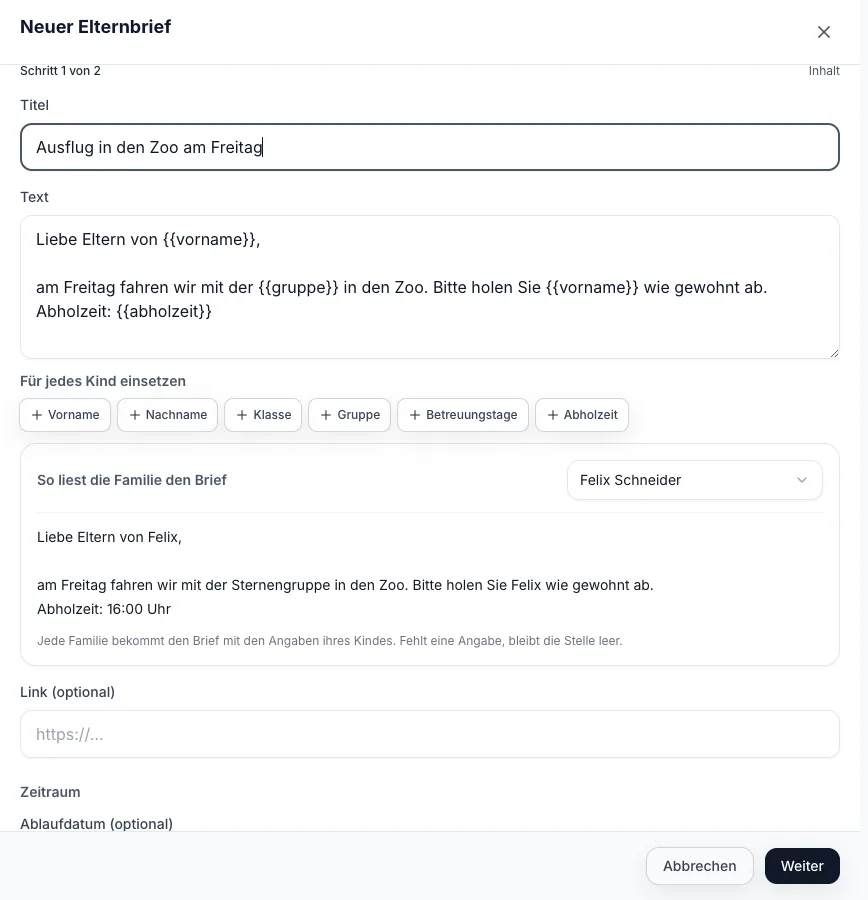 Neuer Elternbrief
Schritt 1 von 2
Inhalt
Titel
Ausflug in den Zoo am Freitag
Text
Liebe Eltern von {{vorname}},
am Freitag fahren wir mit der {{gruppe}} in den Zoo. Bitte holen Sie {{vorname}} wie gewohnt ab.
Abholzeit: {{abholzeit}}
Für jedes Kind einsetzen
+ Vorname + Nachname + Klasse + Gruppe + Betreuungstage + Abholzeit
So liest die Familie den Brief
Felix Schneider
Liebe Eltern von Felix,
am Freitag fahren wir mit der Sternengruppe in den Zoo. Bitte holen Sie Felix wie gewohnt ab.
Abholzeit: 16:00 Uhr
Jede Familie bekommt den Brief mit den Angaben ihres Kindes. Fehlt eine Angabe, bleibt die Stelle leer.
Link (optional)
https://...
Zeitraum
Ablaufdatum (optional)
Abbrechen
Weiter